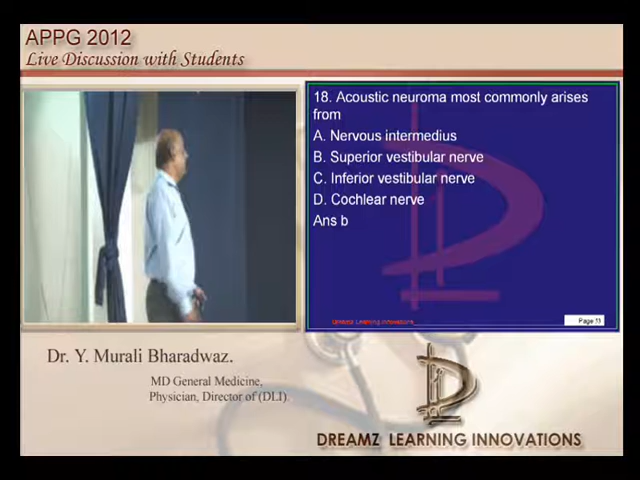 APPG 2012
Live Discussion with Students
18. Acoustic neuroma most commonly arises
from
A. Nervous intermedius
B. Superior vestibular nerve
C. Inferior vestibular nerve
D. Cochlear nerve
Ans b
Dreamz Learning Innovations
Page 13
Dr. Y. Murali Bharadwaz.
MD General Medicine,
Physician, Director of (DLI)
DREAMZ LEARNING INNOVATIONS